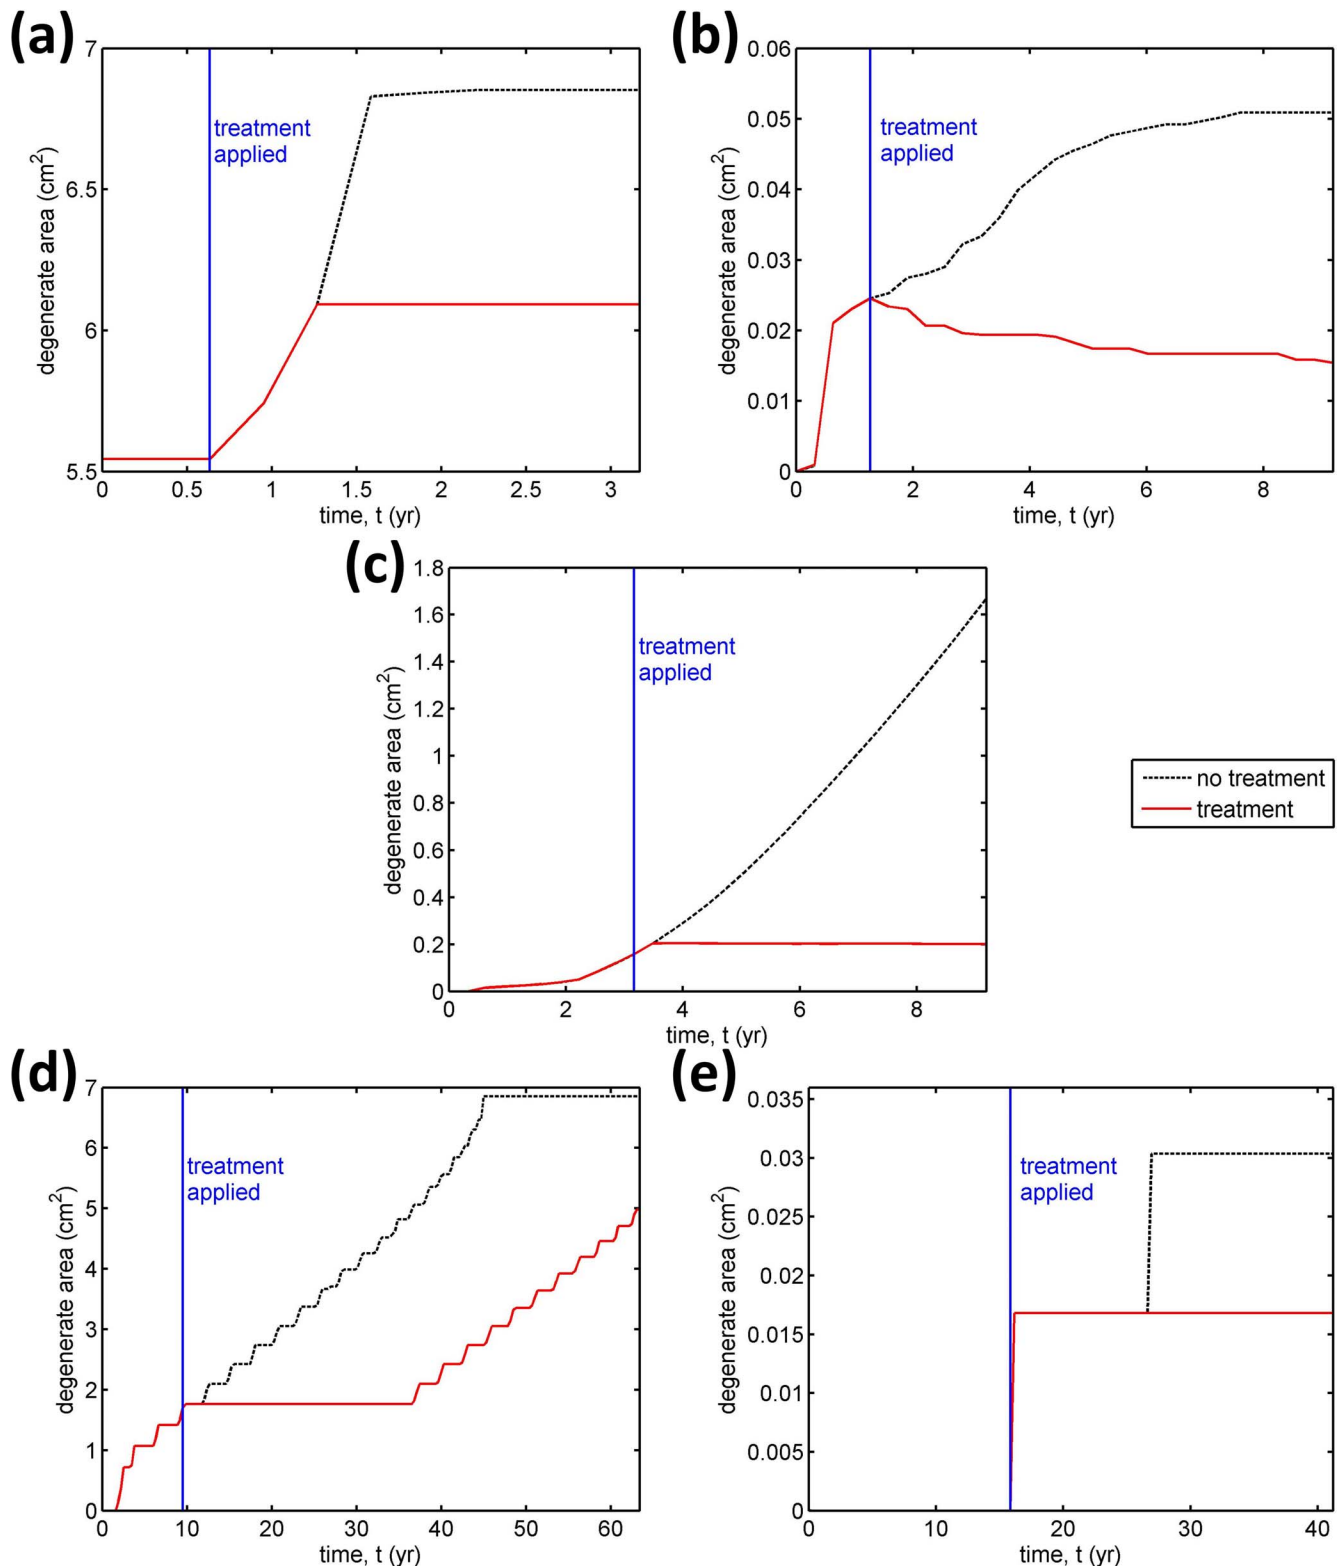 (a)
7
6.5
6
5.5
degenerate area (cm²)
treatment
applied
0 0.5 1 1.5 2 2.5 3
time, t (yr)
(b)
0.06
0.05
0.04
0.03
0.02
0.01
0
degenerate area (cm²)
treatment
applied
0 2 4 6 8
time, t (yr)
(c)
1.8
1.6
1.4
1.2
1
0.8
0.6
0.4
0.2
0
degenerate area (cm²)
treatment
applied
0 2 4 6 8
time, t (yr)
no treatment
treatment
(d)
7
6
5
4
3
2
1
0
degenerate area (cm²)
treatment
applied
0 10 20 30 40 50 60
time, t (yr)
(e)
0.035
0.03
0.025
0.02
0.015
0.01
0.005
0
degenerate area (cm²)
treatment
applied
0 10 20 30 40
time, t (yr)